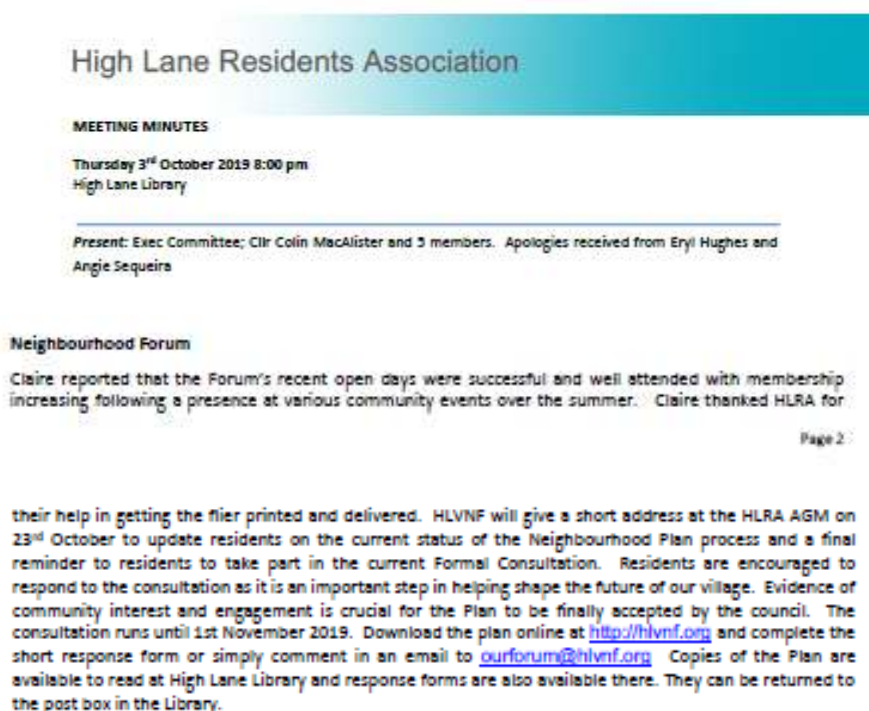 High Lane Residents Association
MEETING MINUTES
Thursday 3rd October 2019 8:00 pm
High Lane Library
Present: Exec Committee; Cllr Colin MacAlister and 5 members. Apologies received from Eryl Hughes and
Angie Sequeira
Neighbourhood Forum
Claire reported that the Forum's recent open days were successful and well attended with membership
increasing following a presence at various community events over the summer. Claire thanked HLRA for
Page 2
their help in getting the flier printed and delivered. HLVNF will give a short address at the HLRA AGM on
23rd October to update residents on the current status of the Neighbourhood Plan process and a final
reminder to residents to take part in the current Formal Consultation. Residents are encouraged to
respond to the consultation as it is an important step in helping shape the future of our village. Evidence of
community interest and engagement is crucial for the Plan to be finally accepted by the council. The
consultation runs until 1st November 2019. Download the plan online at http://hlvnf.org and complete the
short response form or simply comment in an email to ourforum@hlvnf.org Copies of the Plan are
available to read at High Lane Library and response forms are also available there. They can be returned to
the post box in the Library.